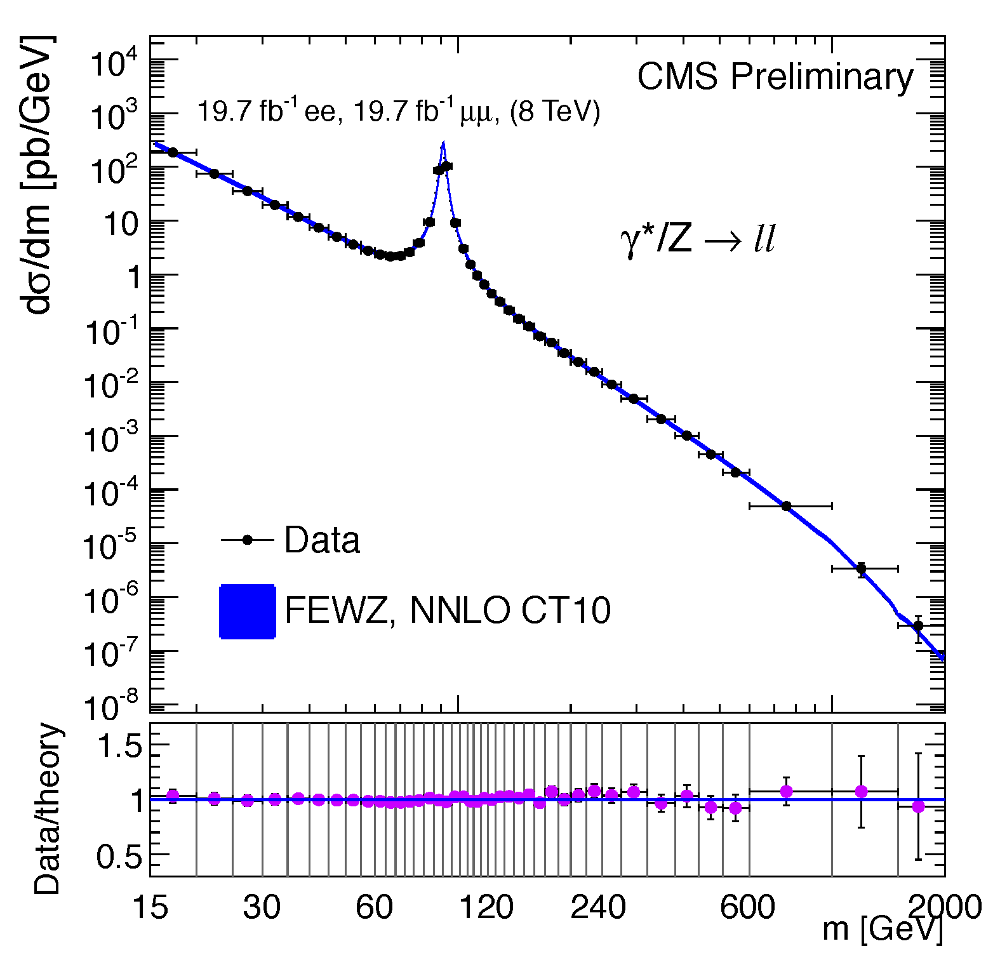 dσ/dm [pb/GeV]
10⁴
10³
10²
10
1
10⁻¹
10⁻²
10⁻³
10⁻⁴
10⁻⁵
10⁻⁶
10⁻⁷
10⁻⁸
CMS Preliminary
19.7 fb⁻¹ ee, 19.7 fb⁻¹ μμ, (8 TeV)
γ*/Z → ll
Data
FEWZ, NNLO CT10
Data/theory
1.5
1
0.5
15 30 60 120 240 600 2000
m [GeV]